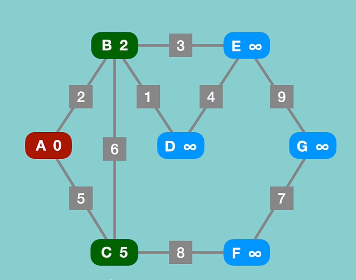 B 2 3 E ∞
2 1 4 9
A 0 6 D ∞ G ∞
5 7
C 5 8 F ∞